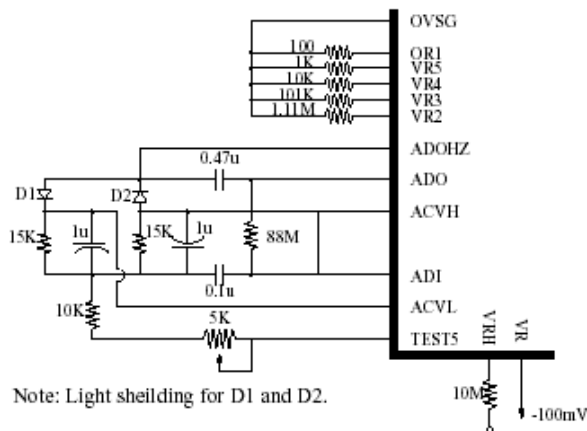 OVSG
100
OR1
1K
VR5
10K
VR4
101K
VR3
1.11M
VR2
ADOHZ
0.47u
ADO
D1
D2
ACVH
15K
1u
15K
1u
88M
ADI
0.1u
10K
ACVL
5K
TEST5
VRH
VR
10M
-100mV
Note: Light sheilding for D1 and D2.